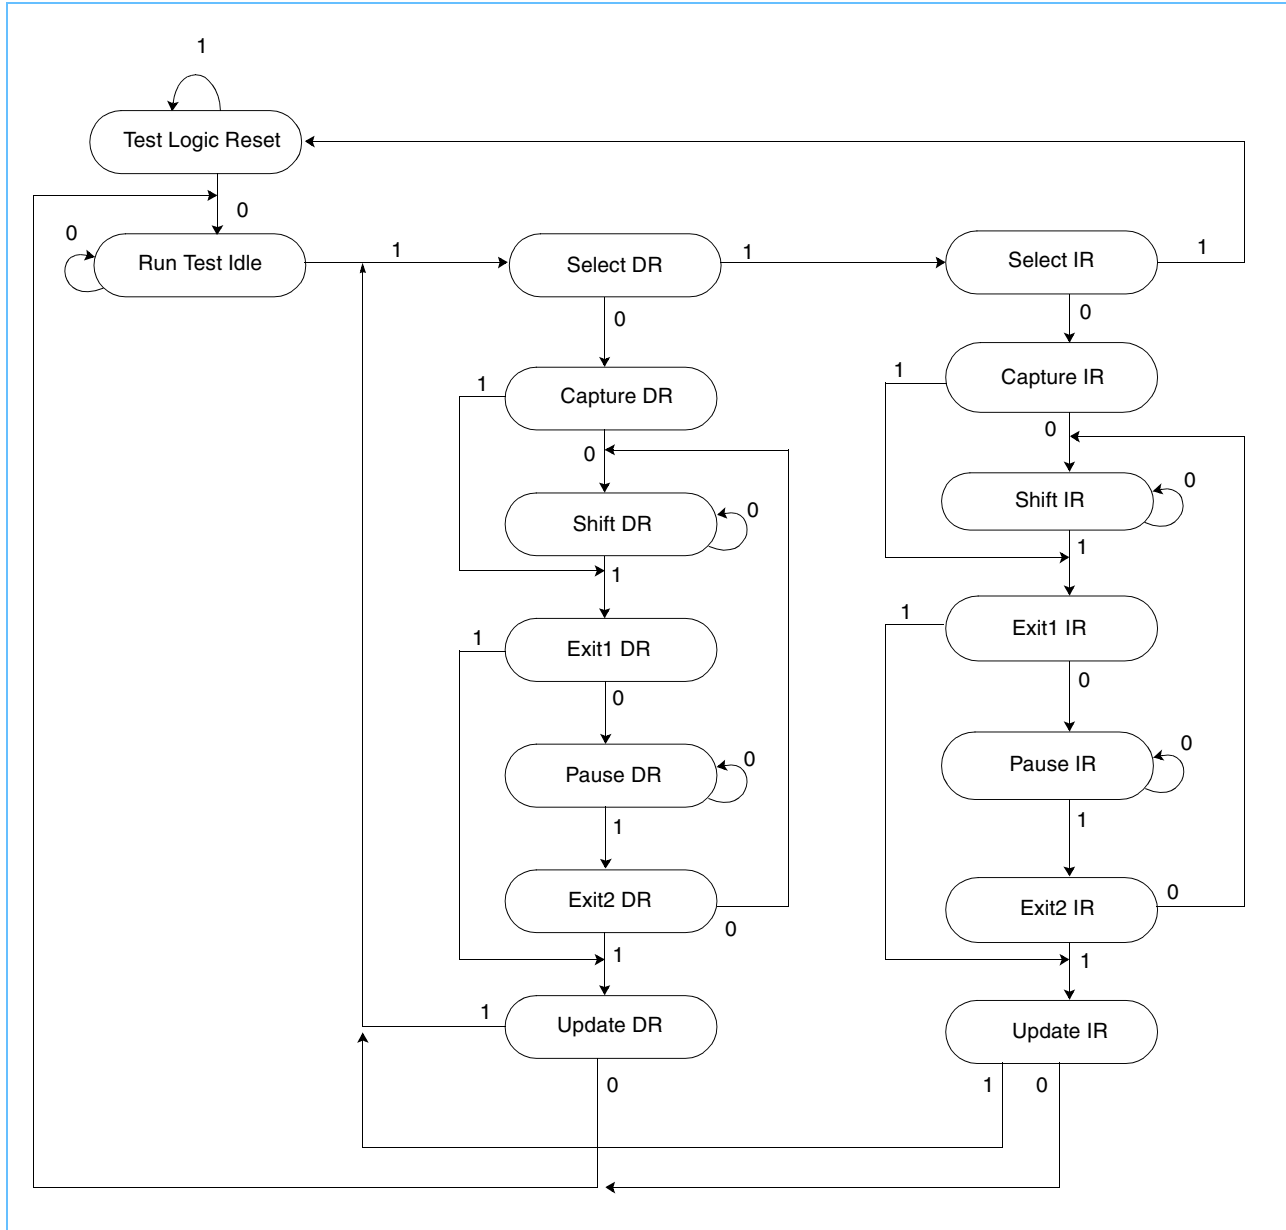 1
Test Logic Reset
0
0
Run Test Idle
1
Select DR
1
Select IR
1
0
0
1
Capture DR
1
Capture IR
0
0
Shift DR
0
Shift IR
0
1
1
1
Exit1 DR
1
Exit1 IR
0
0
Pause DR
0
Pause IR
0
1
1
Exit2 DR
0
Exit2 IR
0
1
1
1
Update DR
Update IR
0
1
0